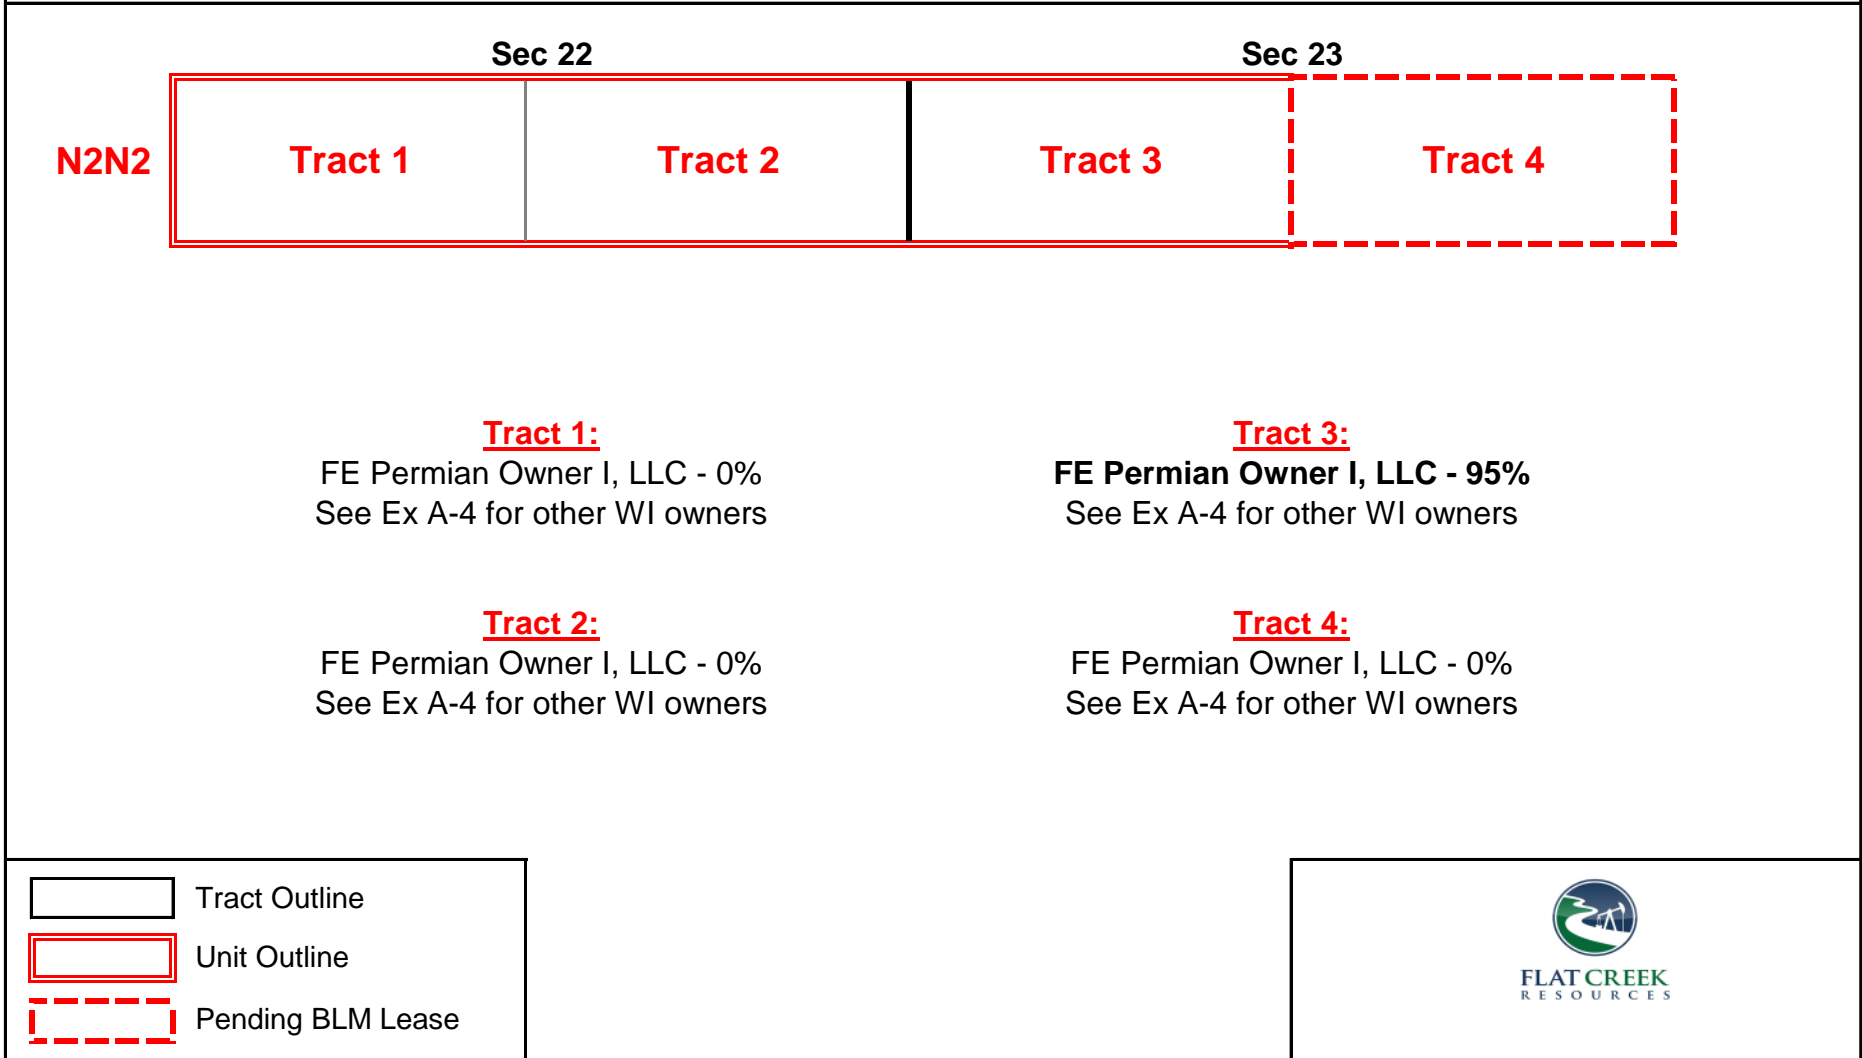 Sec 22
Sec 23
N2N2
Tract 1
Tract 2
Tract 3
Tract 4
Tract 1:
FE Permian Owner I, LLC - 0%
See Ex A-4 for other WI owners
Tract 3:
FE Permian Owner I, LLC - 95%
See Ex A-4 for other WI owners
Tract 2:
FE Permian Owner I, LLC - 0%
See Ex A-4 for other WI owners
Tract 4:
FE Permian Owner I, LLC - 0%
See Ex A-4 for other WI owners
Tract Outline
Unit Outline
Pending BLM Lease
FLAT CREEK
RESOURCES